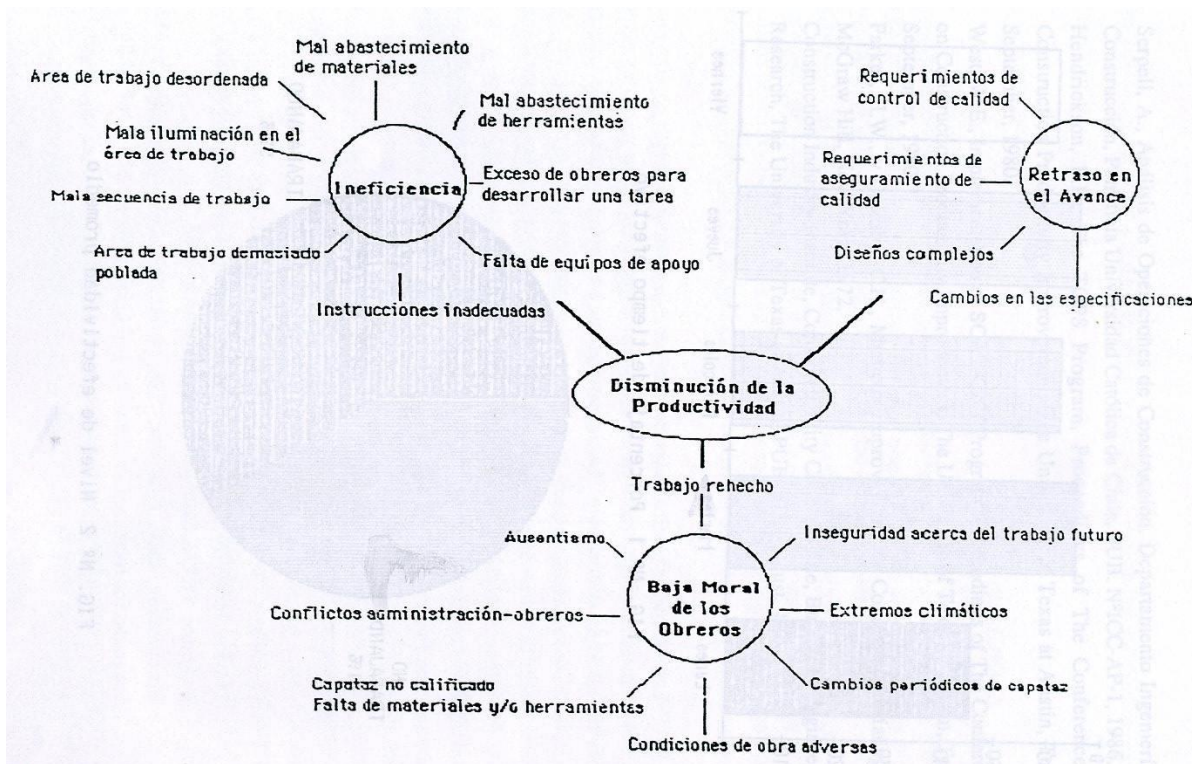 Mal abastecimiento
de materiales
Area de trabajo desordenada
Mal abastecimiento
de herramientas
Mala iluminación en el
área de trabajo
Ineficiencia
Exceso de obreros para
desarrollar una tarea
Mala secuencia de trabajo
Area de trabajo demasiado
poblada
Falta de equipos de apoyo
Instrucciones inadecuadas
Requerimientos de
control de calidad
Requerimientos de
aseguramiento de
calidad
Retraso en
el Avance
Diseños complejos
Cambios en las especificaciones
Disminución de la
Productividad
Trabajo rehecho
Ausentismo
Inseguridad acerca del trabajo futuro
Baja Moral
de los
Obreros
Conflictos administración-obreros
Extremos climáticos
Capataz no calificado
Falta de materiales y/o herramientas
Cambios periódicos de capataz
Condiciones de obra adversas